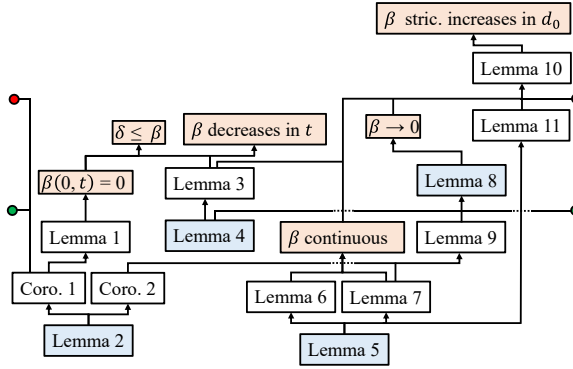 β stric. increases in d₀
Lemma 10
δ ≤ β
β decreases in t
β → 0
Lemma 11
β(0, t) = 0
Lemma 3
Lemma 8
Lemma 1
Lemma 4
β continuous
Lemma 9
Coro. 1
Coro. 2
Lemma 6
Lemma 7
Lemma 2
Lemma 5